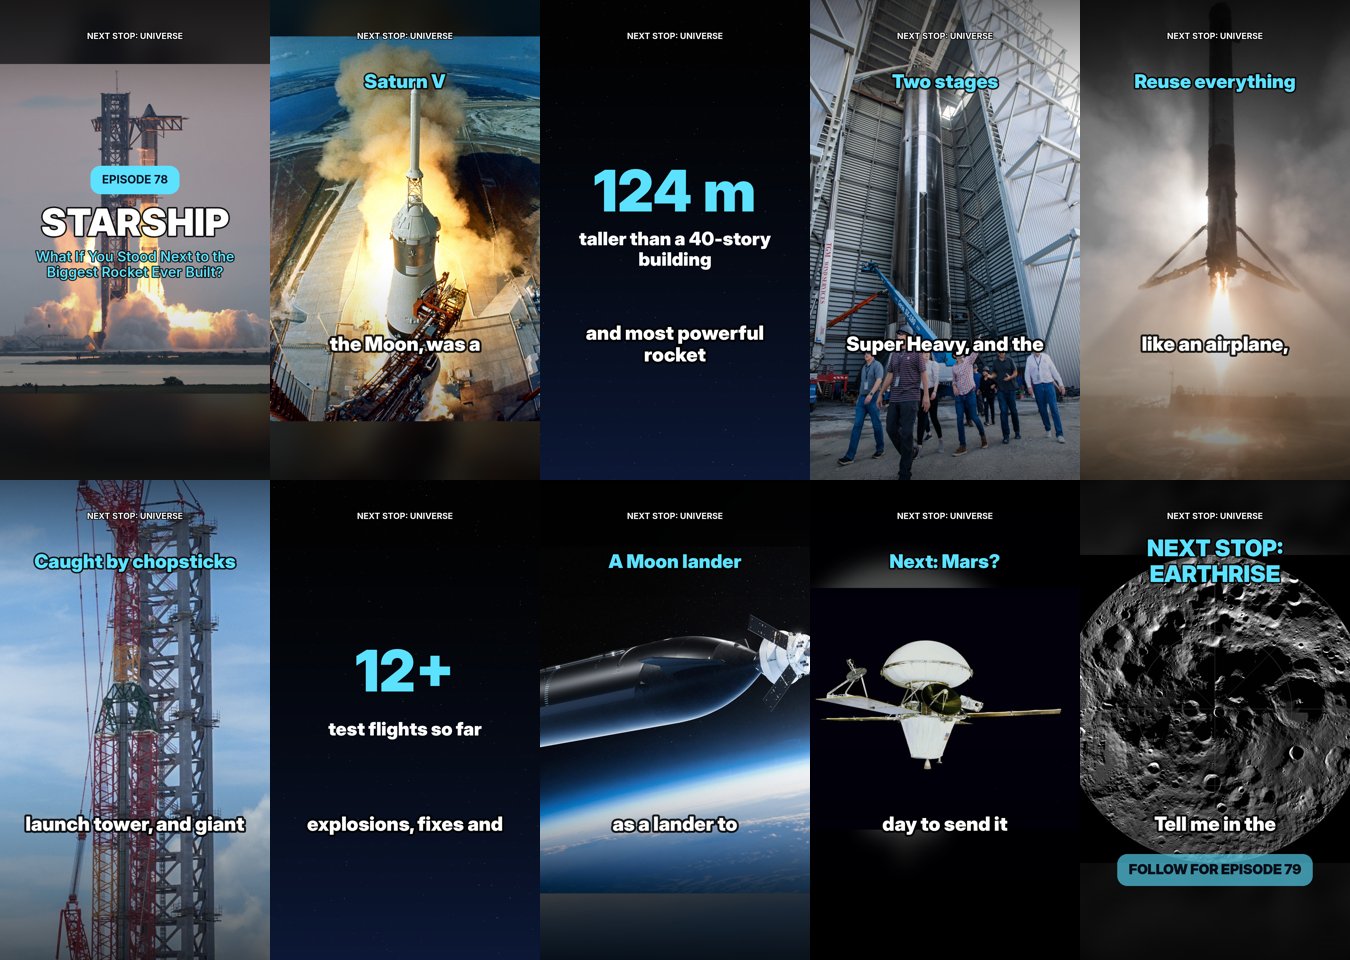 NEXT STOP: UNIVERSE
EPISODE 78
STARSHIP
What If You Stood Next to the
Biggest Rocket Ever Built?
NEXT STOP: UNIVERSE
Saturn V
the Moon, was a
NEXT STOP: UNIVERSE
124 m
taller than a 40-story
building
and most powerful
rocket
NEXT STOP: UNIVERSE
Two stages
Super Heavy, and the
NEXT STOP: UNIVERSE
Reuse everything
like an airplane,
NEXT STOP: UNIVERSE
Caught by chopsticks
launch tower, and giant
NEXT STOP: UNIVERSE
12+
test flights so far
explosions, fixes and
NEXT STOP: UNIVERSE
A Moon lander
as a lander to
NEXT STOP: UNIVERSE
Next: Mars?
day to send it
NEXT STOP: UNIVERSE
NEXT STOP:
EARTHRISE
Tell me in the
FOLLOW FOR EPISODE 79